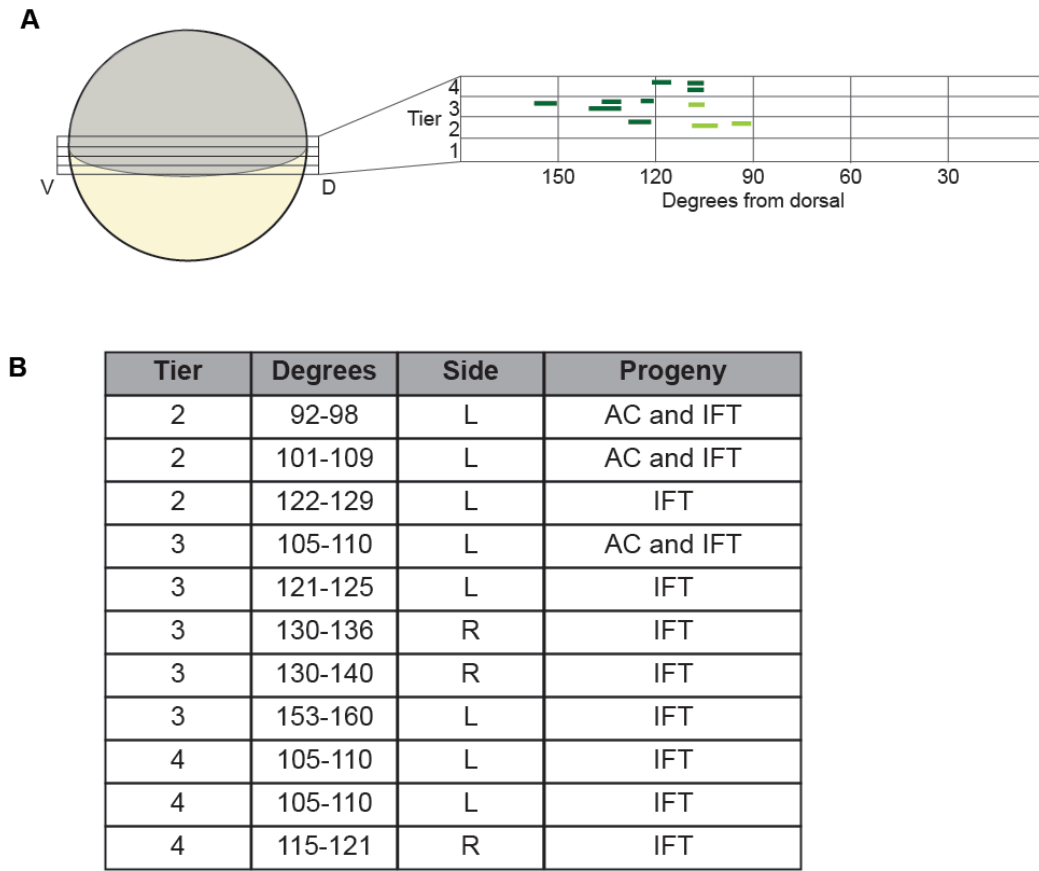 A
4
3
Tier
2
1
V
D
150 120 90 60 30
Degrees from dorsal
B
Tier Degrees Side Progeny
2 92-98 L AC and IFT
2 101-109 L AC and IFT
2 122-129 L IFT
3 105-110 L AC and IFT
3 121-125 L IFT
3 130-136 R IFT
3 130-140 R IFT
3 153-160 L IFT
4 105-110 L IFT
4 105-110 L IFT
4 115-121 R IFT